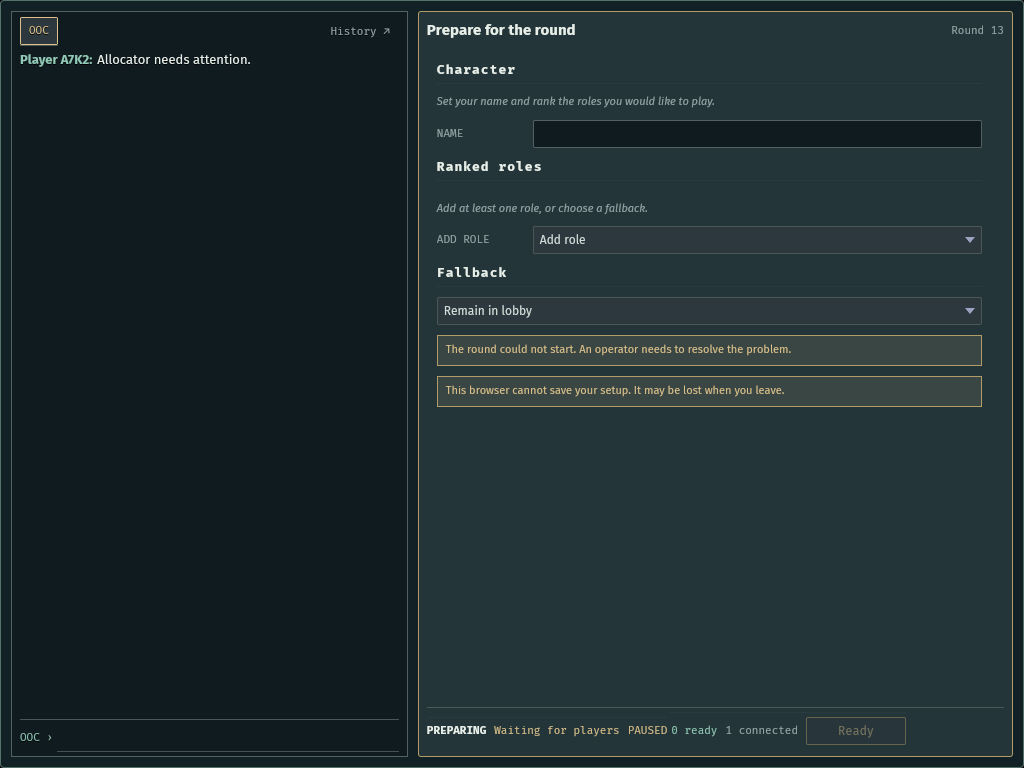 OOC
History ↗
Player A7K2: Allocator needs attention.
OOC ›
Prepare for the round
Round 13
Character
Set your name and rank the roles you would like to play.
NAME
Ranked roles
Add at least one role, or choose a fallback.
ADD ROLE
Add role
Fallback
Remain in lobby
The round could not start. An operator needs to resolve the problem.
This browser cannot save your setup. It may be lost when you leave.
PREPARING Waiting for players PAUSED 0 ready 1 connected
Ready